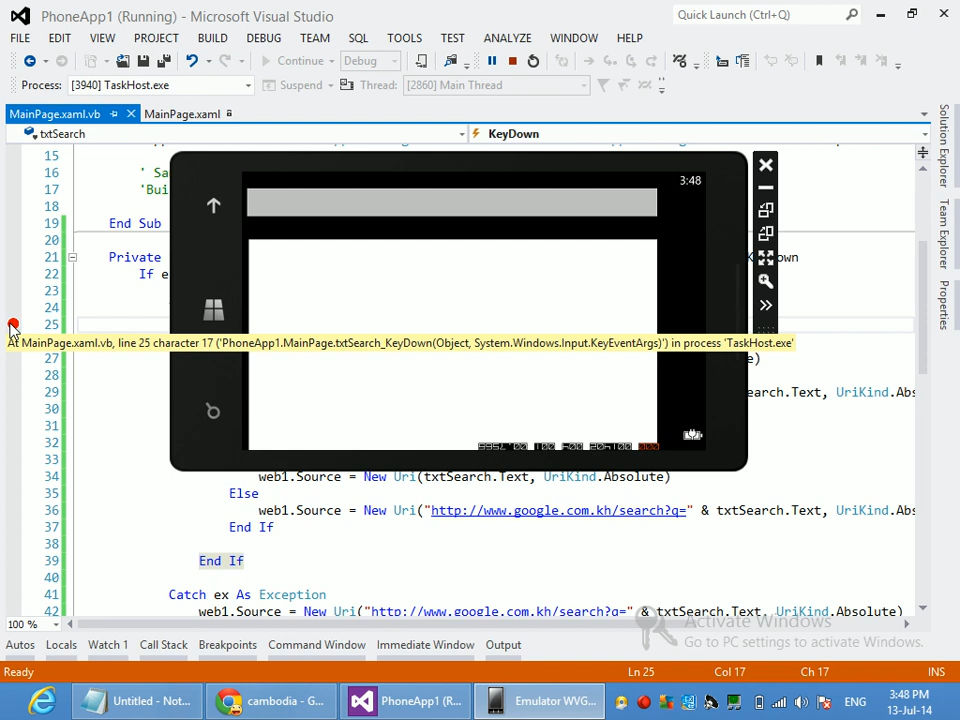 PhoneApp1 (Running) - Microsoft Visual Studio
Quick Launch (Ctrl+Q)
FILE EDIT VIEW PROJECT BUILD DEBUG TEAM SQL TOOLS TEST ANALYZE WINDOW HELP
Continue Debug
Process: [3940] TaskHost.exe Suspend Thread: [2860] Main Thread
MainPage.xaml.vb MainPage.xaml
txtSearch KeyDown
15
16 ' Sa
17 'Bui
18
19 End Sub
20
21 Private
22 If e
23
24
25
At MainPage.xaml.vb, line 25 character 17 ('PhoneApp1.MainPage.txtSearch_KeyDown(Object, System.Windows.Input.KeyEventArgs)') in process 'TaskHost.exe'
27 e)
28
29 earch.Text, UriKind.Abs
30
31
32
33
34 web1.Source = New Uri(txtSearch.Text, UriKind.Absolute)
35 Else
36 web1.Source = New Uri("http://www.google.com.kh/search?q=" & txtSearch.Text, UriKind.Abs
37 End If
38
39 End If
40
41 Catch ex As Exception
42 web1.Source = New Uri("http://www.google.com.kh/search?q=" & txtSearch.Text, UriKind.Absolute)
3:48
Solution Explorer
Team Explorer
Properties
100 %
Activate Windows
Go to PC settings to activate Windows.
Autos Locals Watch 1 Call Stack Breakpoints Command Window Immediate Window Output
Ready Ln 25 Col 17 Ch 17 INS
Untitled - Not... cambodia - G... PhoneApp1 (R... Emulator WVG... ENG
3:48 PM
13-Jul-14